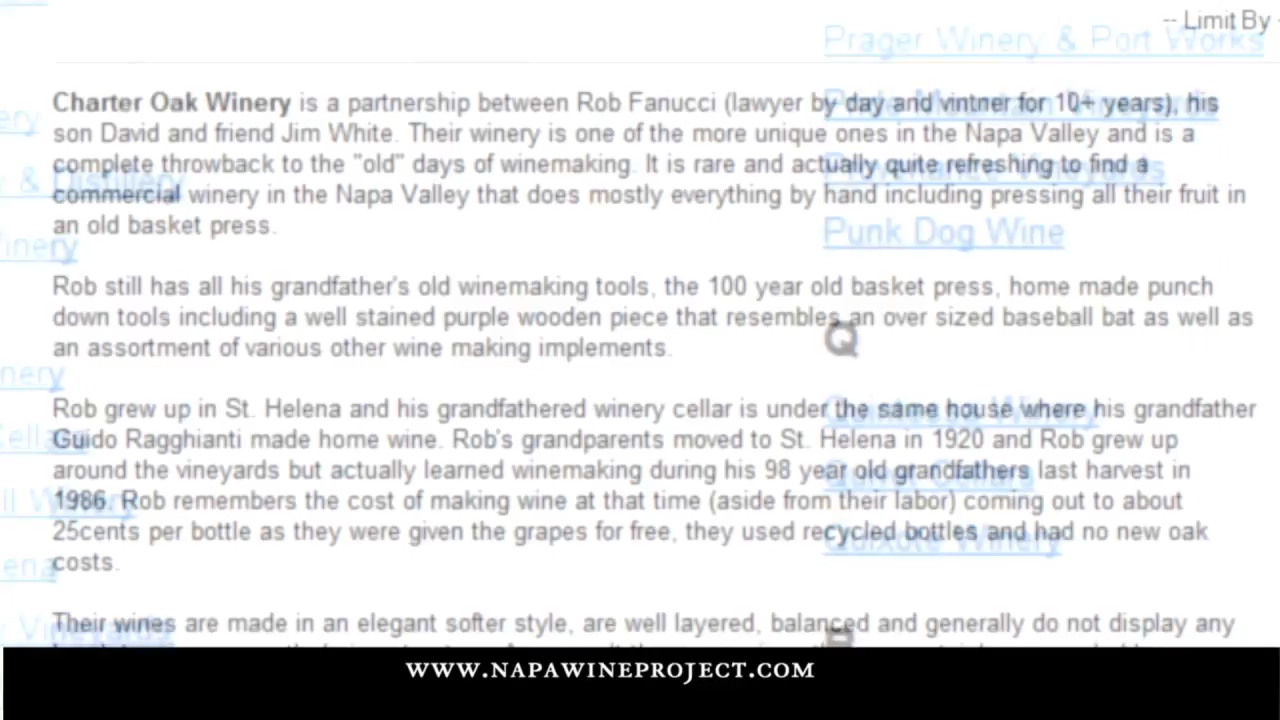 -- Limit By -
Prager Winery & Port Works
Charter Oak Winery is a partnership between Rob Fanucci (lawyer by day and vintner for 10+ years), his
son David and friend Jim White. Their winery is one of the more unique ones in the Napa Valley and is a
complete throwback to the "old" days of winemaking. It is rare and actually quite refreshing to find a
commercial winery in the Napa Valley that does mostly everything by hand including pressing all their fruit in
an old basket press.
Punk Dog Wine
Rob still has all his grandfather's old winemaking tools, the 100 year old basket press, home made punch
down tools including a well stained purple wooden piece that resembles an over sized baseball bat as well as
an assortment of various other wine making implements.
Q
Rob grew up in St. Helena and his grandfathered winery cellar is under the same house where his grandfather
Guido Ragghianti made home wine. Rob's grandparents moved to St. Helena in 1920 and Rob grew up
around the vineyards but actually learned winemaking during his 98 year old grandfathers last harvest in
1986. Rob remembers the cost of making wine at that time (aside from their labor) coming out to about
25cents per bottle as they were given the grapes for free, they used recycled bottles and had no new oak
costs.
Quixote Winery
Their wines are made in an elegant softer style, are well layered, balanced and generally do not display any
www.napawineproject.com